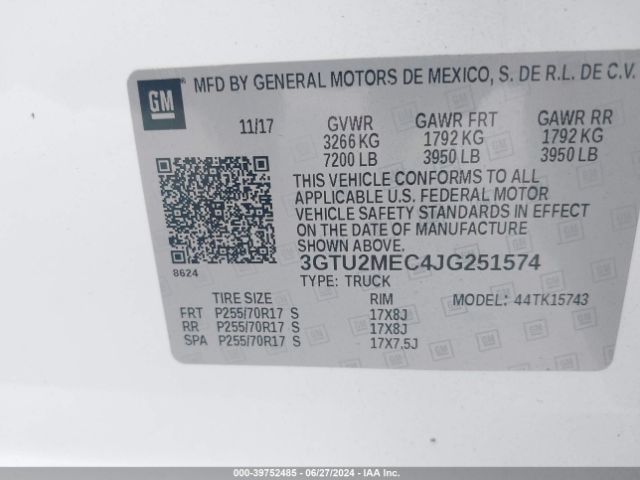 GM MFD BY GENERAL MOTORS DE MEXICO, S. DE R.L. DE C.V.
11/17 GVWR GAWR FRT GAWR RR
3266 KG 1792 KG 1792 KG
7200 LB 3950 LB 3950 LB
THIS VEHICLE CONFORMS TO ALL
APPLICABLE U.S. FEDERAL MOTOR
VEHICLE SAFETY STANDARDS IN EFFECT
ON THE DATE OF MANUFACTURE
SHOWN ABOVE.
8624 3GTU2MEC4JG251574
TYPE: TRUCK
TIRE SIZE RIM MODEL: 44TK15743
FRT P255/70R17 S 17X8J
RR P255/70R17 S 17X8J
SPA P255/70R17 S 17X7.5J
000-39752485 - 06/27/2024 - IAA Inc.